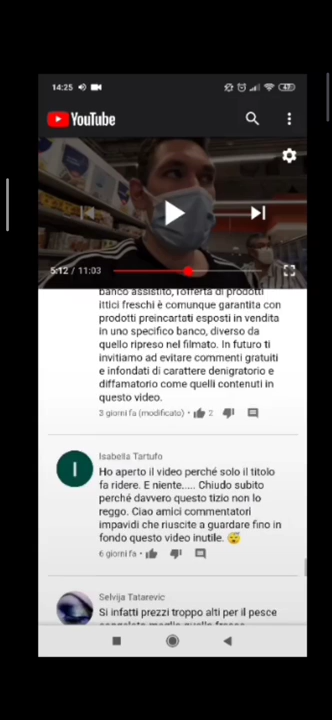 14:25
47
YouTube
5:12 / 11:03
banco assistito, l'offerta di prodotti
ittici freschi è comunque garantita con
prodotti preincartati esposti in vendita
in uno specifico banco, diverso da
quello ripreso nel filmato. In futuro ti
invitiamo ad evitare commenti gratuiti
e infondati di carattere denigratorio e
diffamatorio come quelli contenuti in
questo video.
3 giorni fa (modificato) • 2
I
Isabella Tartufo
Ho aperto il video perché solo il titolo
fa ridere. E niente..... Chiudo subito
perché davvero questo tizio non lo
reggo. Ciao amici commentatori
impavidi che riuscite a guardare fino in
fondo questo video inutile. 😴
6 giorni fa •
Selvija Tatarevic
Si infatti prezzi troppo alti per il pesce